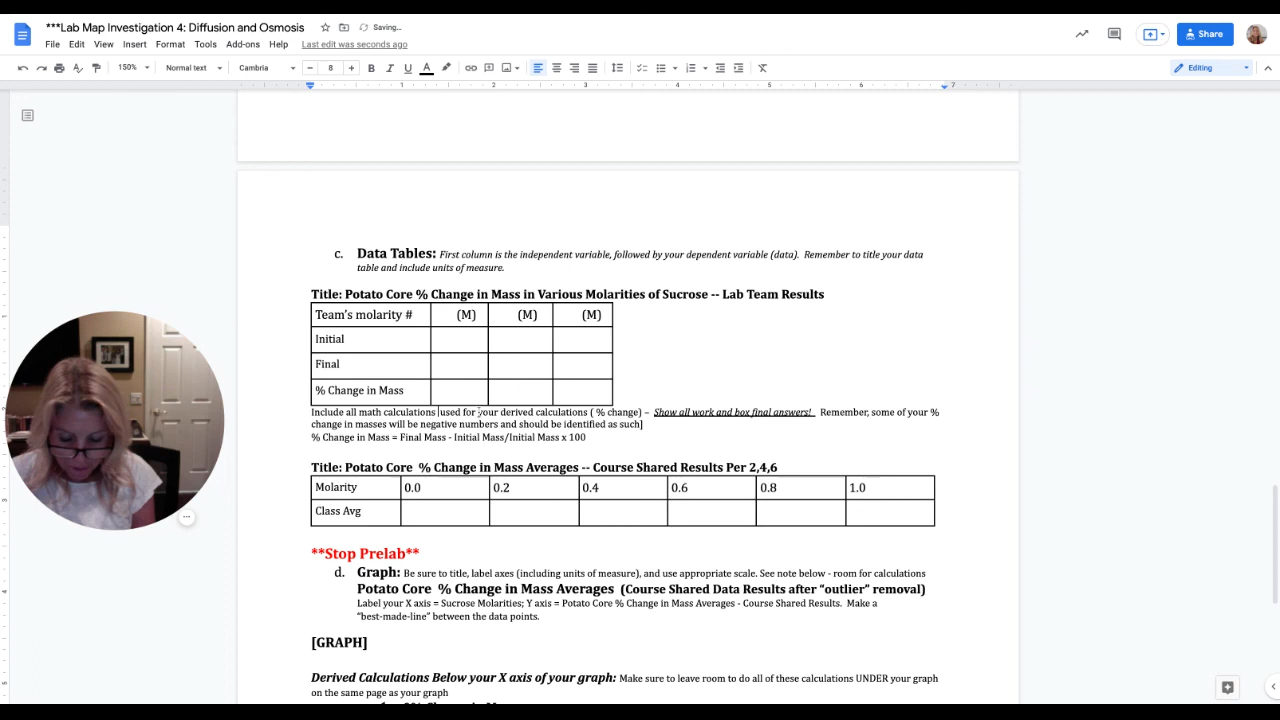 ***Lab Map Investigation 4: Diffusion and Osmosis Saving...
File Edit View Insert Format Tools Add-ons Help Last edit was seconds ago
Share
150% Normal text Cambria 8 B I U A Editing
1 2 3 4 5 6 7
c. Data Tables: First column is the independent variable, followed by your dependent variable (data). Remember to title your data
table and include units of measure.
Title: Potato Core % Change in Mass in Various Molarities of Sucrose -- Lab Team Results
Team's molarity # (M) (M) (M)
Initial
Final
% Change in Mass
Include all math calculations used for your derived calculations ( % change) – Show all work and box final answers! Remember, some of your %
change in masses will be negative numbers and should be identified as such]
% Change in Mass = Final Mass - Initial Mass/Initial Mass x 100
Title: Potato Core % Change in Mass Averages -- Course Shared Results Per 2,4,6
Molarity 0.0 0.2 0.4 0.6 0.8 1.0
Class Avg
**Stop Prelab**
d. Graph: Be sure to title, label axes (including units of measure), and use appropriate scale. See note below - room for calculations
Potato Core % Change in Mass Averages (Course Shared Data Results after "outlier" removal)
Label your X axis = Sucrose Molarities; Y axis = Potato Core % Change in Mass Averages - Course Shared Results. Make a
"best-made-line" between the data points.
[GRAPH]
Derived Calculations Below your X axis of your graph: Make sure to leave room to do all of these calculations UNDER your graph
on the same page as your graph